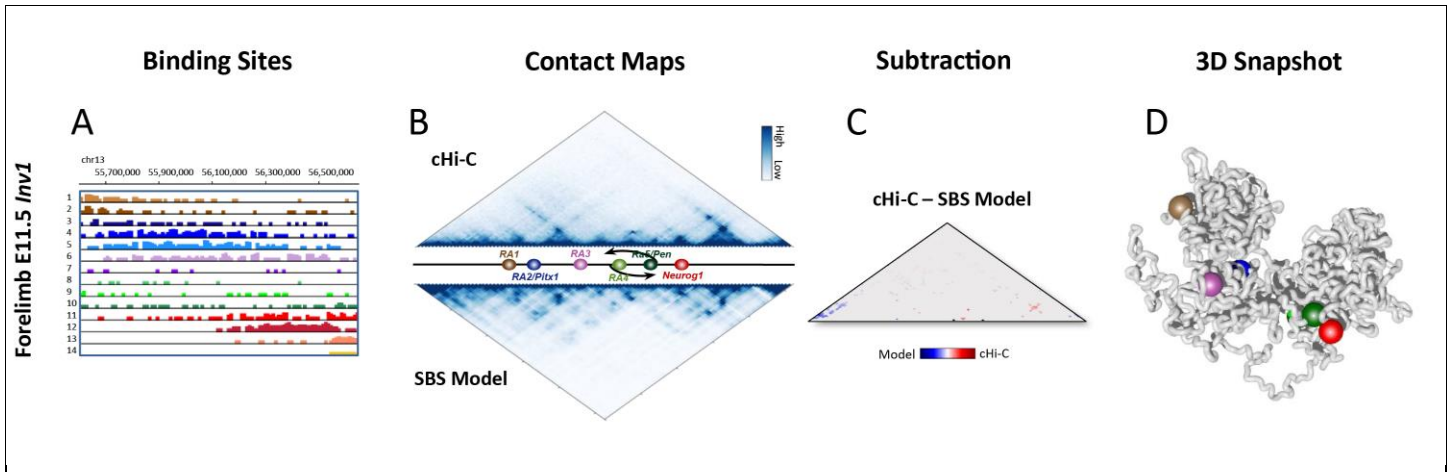 Binding Sites
Contact Maps
Subtraction
3D Snapshot
A
B
C
D
Forelimb E11.5 Inv1
chr13
55,700,000 55,900,000 56,100,000 56,300,000 56,500,000
1
2
3
4
5
6
7
8
9
10
11
12
13
14
cHi-C
High
Low
RA1
RA3
Ra5/Pen
RA2/Pitx1
RA4
Neurog1
SBS Model
cHi-C – SBS Model
Model
cHi-C